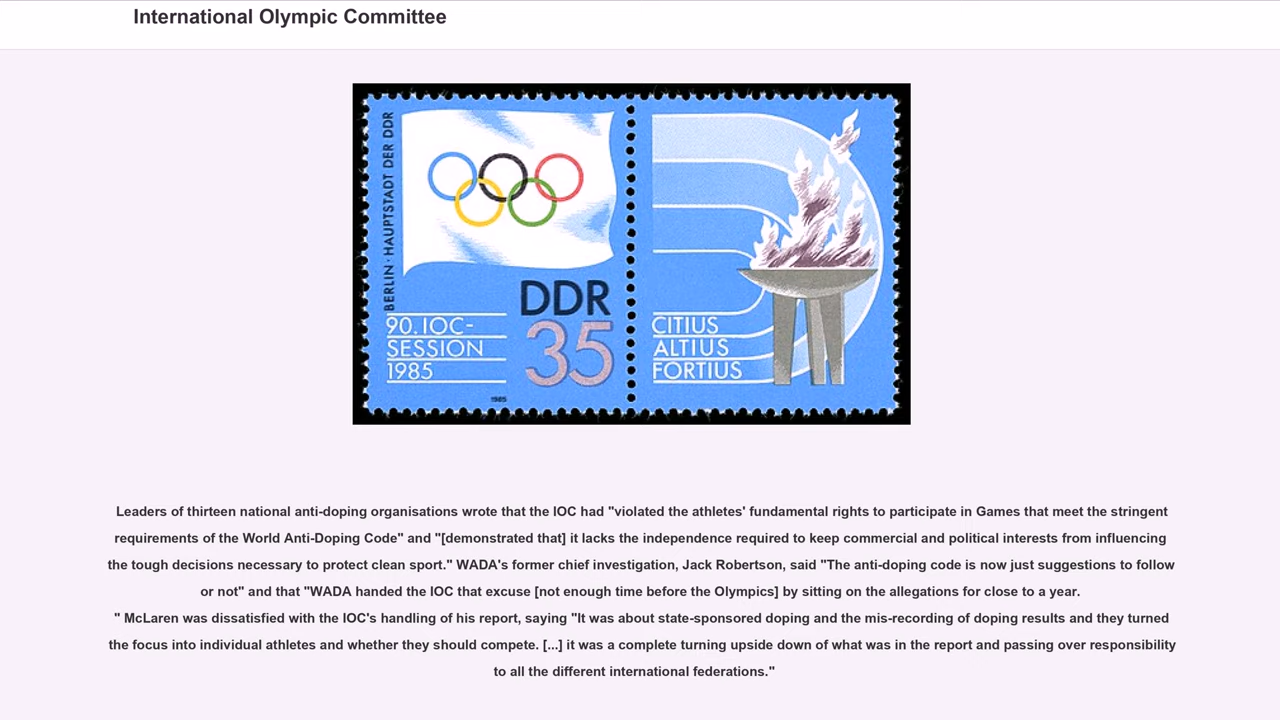 International Olympic Committee
BERLIN · HAUPTSTADT DER DDR
DDR
35
90. IOC-
SESSION
1985
1985
CITIUS
ALTIUS
FORTIUS
Leaders of thirteen national anti-doping organisations wrote that the IOC had "violated the athletes' fundamental rights to participate in Games that meet the stringent
requirements of the World Anti-Doping Code" and "[demonstrated that] it lacks the independence required to keep commercial and political interests from influencing
the tough decisions necessary to protect clean sport." WADA's former chief investigation, Jack Robertson, said "The anti-doping code is now just suggestions to follow
or not" and that "WADA handed the IOC that excuse [not enough time before the Olympics] by sitting on the allegations for close to a year.
" McLaren was dissatisfied with the IOC's handling of his report, saying "It was about state-sponsored doping and the mis-recording of doping results and they turned
the focus into individual athletes and whether they should compete. [...] it was a complete turning upside down of what was in the report and passing over responsibility
to all the different international federations."